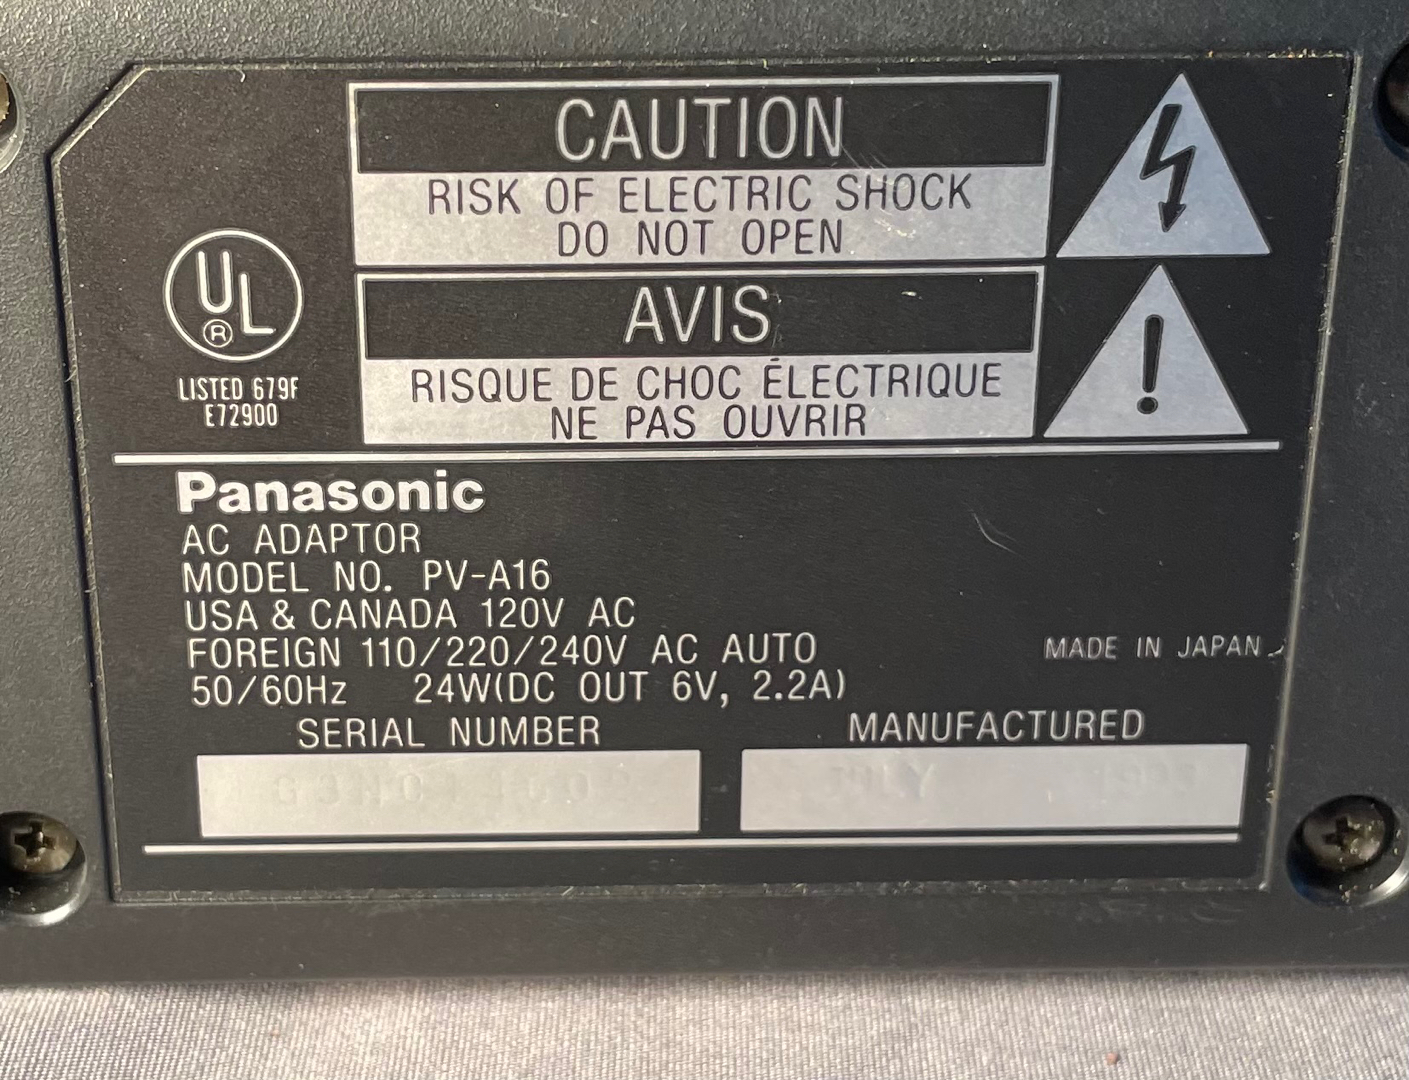 CAUTION
RISK OF ELECTRIC SHOCK
DO NOT OPEN
AVIS
RISQUE DE CHOC ÉLECTRIQUE
NE PAS OUVRIR
UL
®
LISTED 679F
E72900
Panasonic
AC ADAPTOR
MODEL NO. PV-A16
USA & CANADA 120V AC
FOREIGN 110/220/240V AC AUTO
50/60Hz 24W(DC OUT 6V, 2.2A)
MADE IN JAPAN
SERIAL NUMBER
MANUFACTURED
JULY